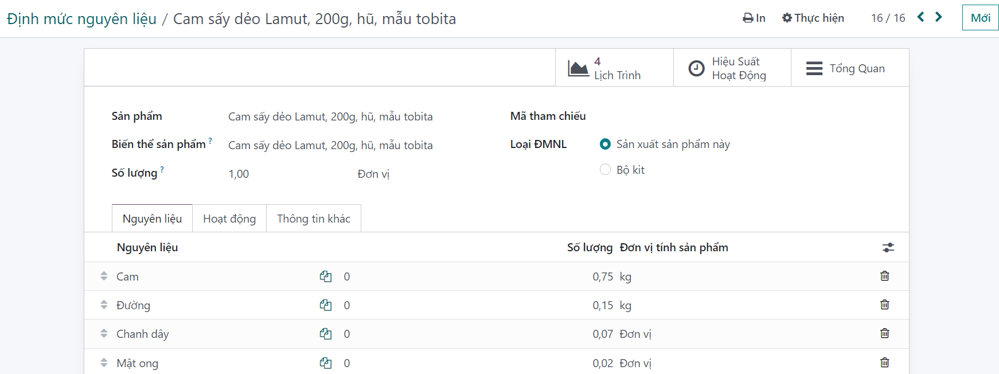 Định mức nguyên liệu / Cam sấy dẻo Lamut, 200g, hũ, mẫu tobita
In
Thực hiện
16 / 16
Mới
4
Lịch Trình
Hiệu Suất
Hoạt Động
Tổng Quan
Sản phẩm Cam sấy dẻo Lamut, 200g, hũ, mẫu tobita
Mã tham chiếu
Biến thể sản phẩm ? Cam sấy dẻo Lamut, 200g, hũ, mẫu tobita
Loại ĐMNL Sản xuất sản phẩm này
Bộ kit
Số lượng ? 1,00 Đơn vị
Nguyên liệu Hoạt động Thông tin khác
Nguyên liệu Số lượng Đơn vị tính sản phẩm
Cam 0 0,75 kg
Đường 0 0,15 kg
Chanh dây 0 0,07 Đơn vị
Mật ong 0 0,02 Đơn vị